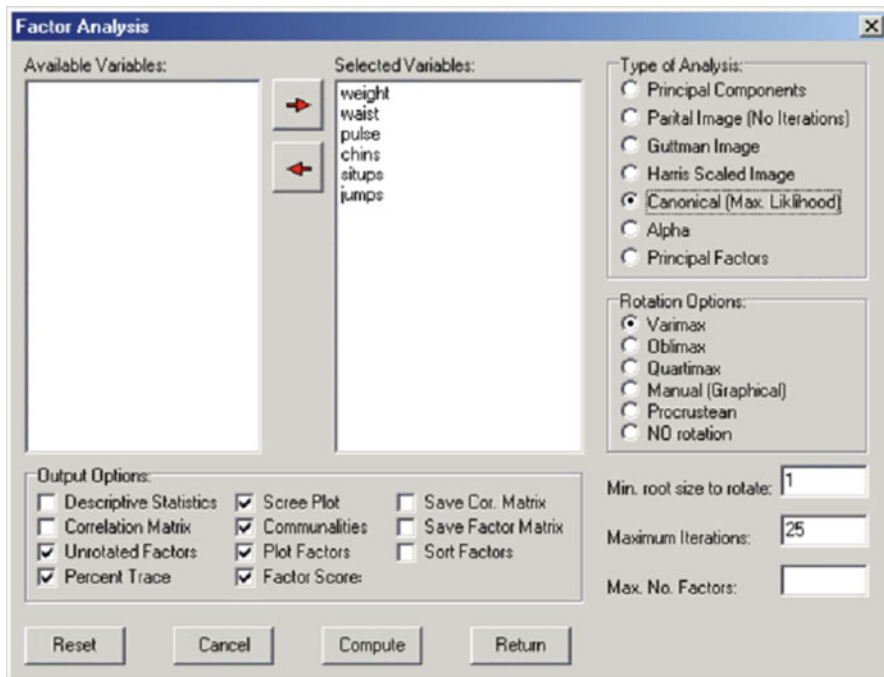 Factor Analysis
Available Variables:
Selected Variables:
weight
waist
pulse
chins
situps
jumps
Type of Analysis:
Principal Components
Parital Image (No Iterations)
Guttman Image
Harris Scaled Image
Canonical (Max. Liklihood)
Alpha
Principal Factors
Rotation Options:
Varimax
Oblimax
Quartimax
Manual (Graphical)
Procrustean
NO rotation
Output Options:
Descriptive Statistics
Scree Plot
Save Cor. Matrix
Correlation Matrix
Communalities
Save Factor Matrix
Unrotated Factors
Plot Factors
Sort Factors
Percent Trace
Factor Score:
Min. root size to rotate: 1
Maximum Iterations: 25
Max. No. Factors:
Reset
Cancel
Compute
Return